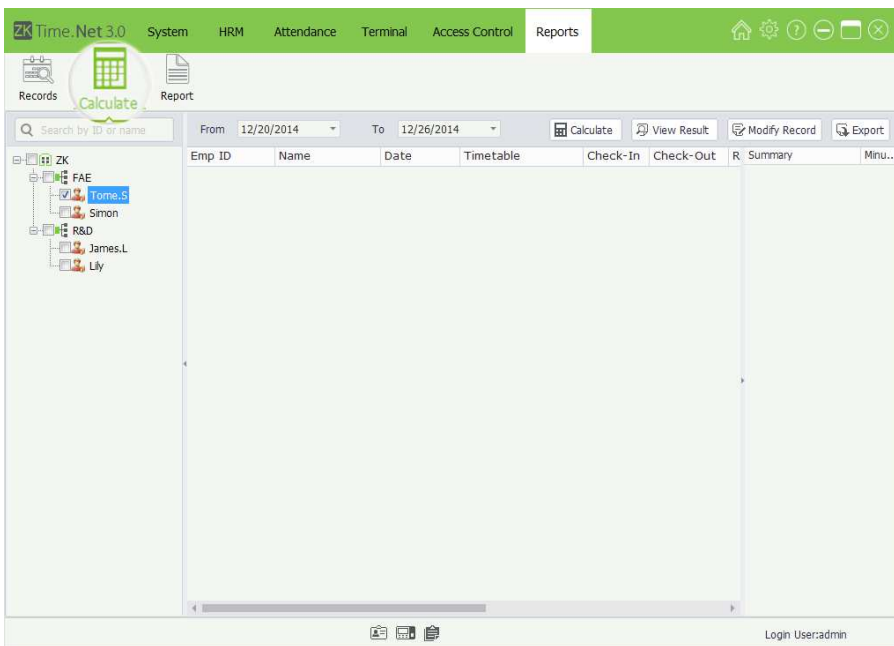 ZK Time.Net 3.0 System HRM Attendance Terminal Access Control Reports
Records Calculate Report
Search by ID or name From 12/20/2014 To 12/26/2014 Calculate View Result Modify Record Export
Emp ID Name Date Timetable Check-In Check-Out R Summary Minu..
ZK
FAE
Tome.S
Simon
R&D
James.L
Lily
Login User:admin